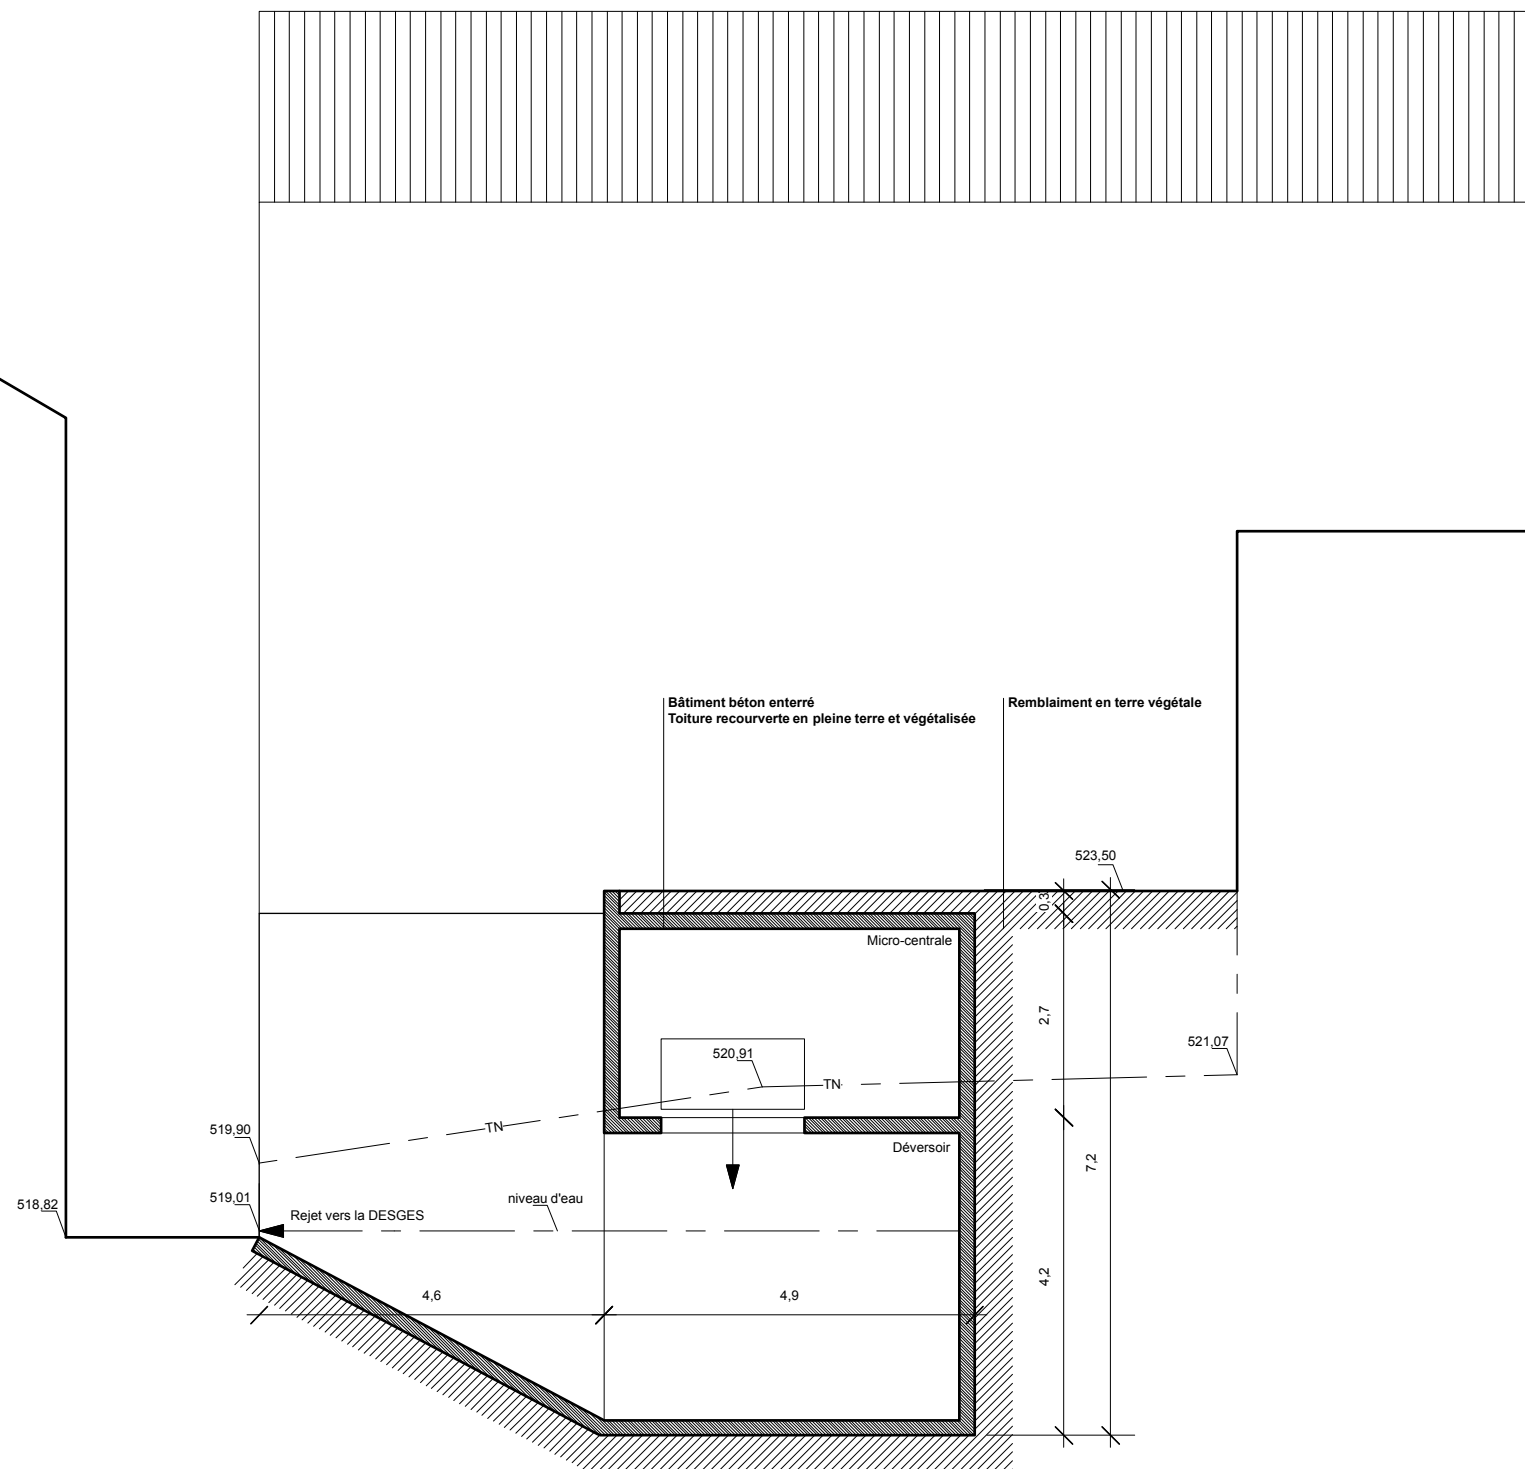 Bâtiment béton enterré
Toiture recourverte en pleine terre et végétalisée
Remblaiment en terre végétale
523,50
0,3
Micro-centrale
2,7
521,07
520,91
TN
TN
519,90
Déversoir
7,2
519,01
518,82
niveau d'eau
Rejet vers la DESGES
4,2
4,6
4,9